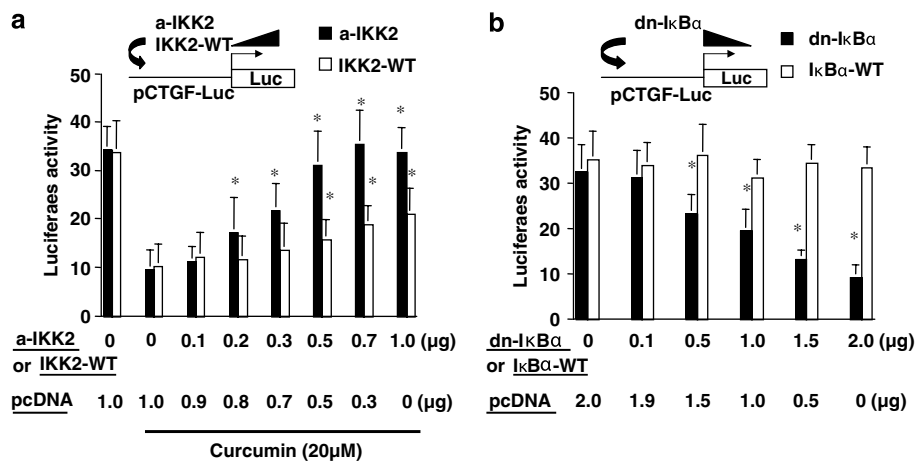 a
a-IKK2
IKK2-WT
Luc
pCTGF-Luc
a-IKK2
IKK2-WT
Luciferaes activity
50
40
30
20
10
0
*
*
*
*
*
*
*
*
a-IKK2 0 0 0.1 0.2 0.3 0.5 0.7 1.0 (μg)
or IKK2-WT
pcDNA 1.0 1.0 0.9 0.8 0.7 0.5 0.3 0 (μg)
Curcumin (20μM)
b
dn-IκBα
Luc
pCTGF-Luc
dn-IκBα
IκBα-WT
Luciferaes activity
50
40
30
20
10
0
*
*
*
*
dn-IκBα 0 0.1 0.5 1.0 1.5 2.0 (μg)
or IκBα-WT
pcDNA 2.0 1.9 1.5 1.0 0.5 0 (μg)